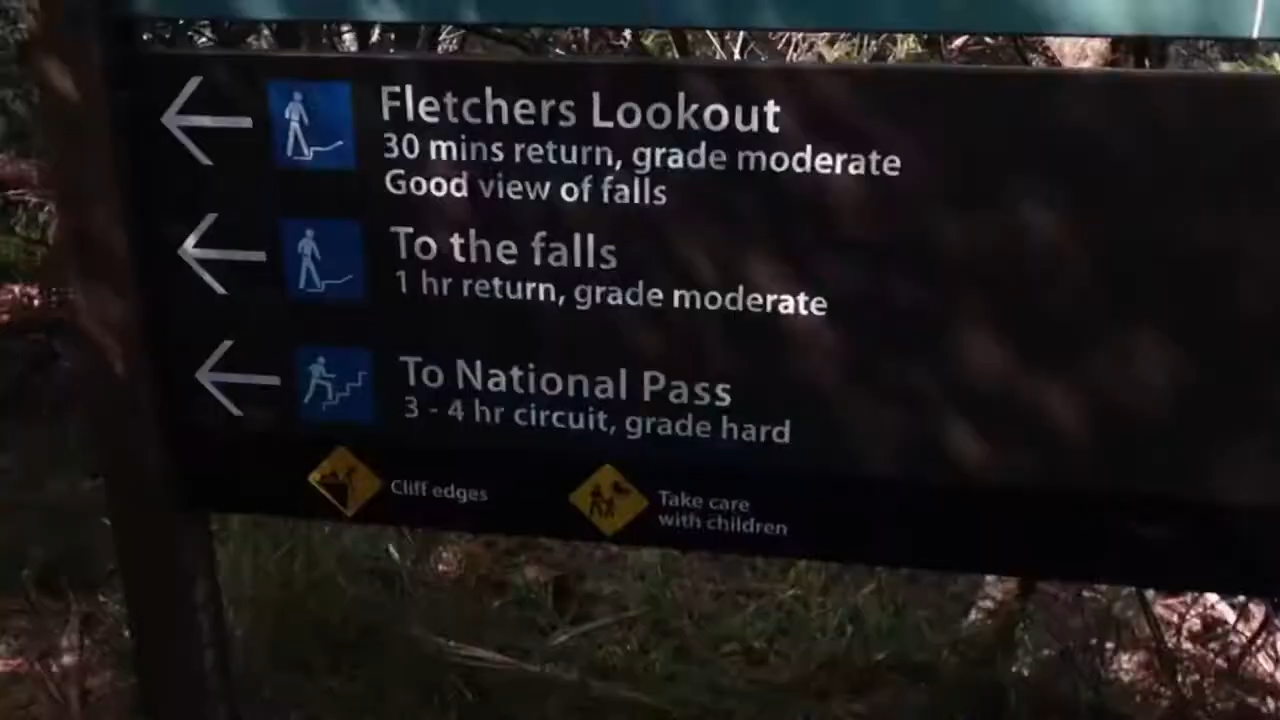 Fletchers Lookout
30 mins return, grade moderate
Good view of falls
To the falls
1 hr return, grade moderate
To National Pass
3 - 4 hr circuit, grade hard
Cliff edges
Take care
with children